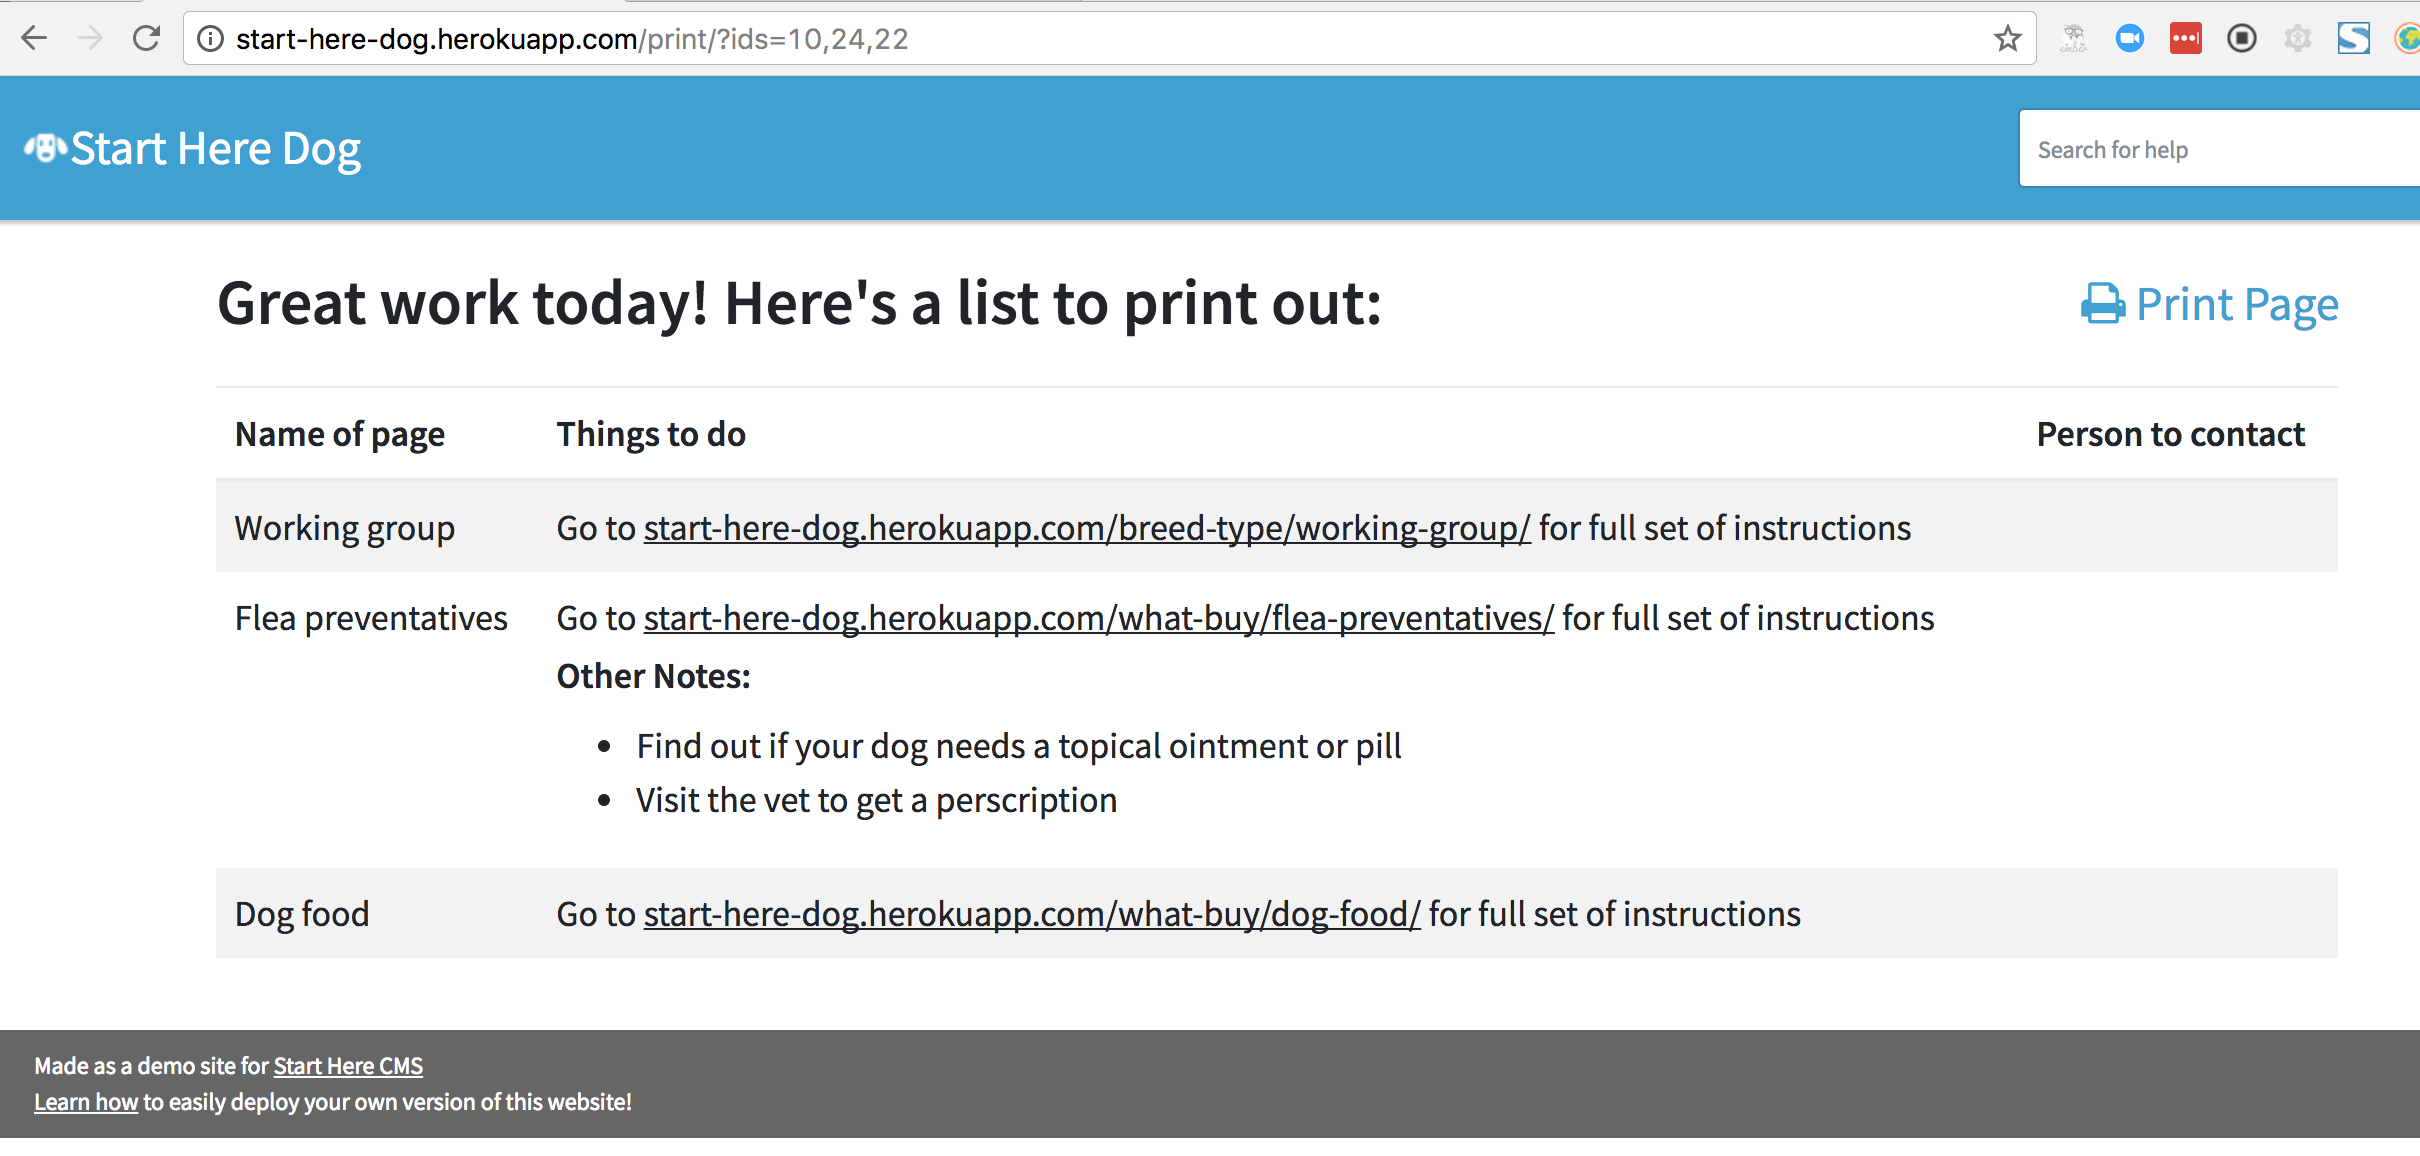 start-here-dog.herokuapp.com/print/?ids=10,24,22
Start Here Dog
Search for help
Great work today! Here's a list to print out:
Print Page
Name of page Things to do Person to contact
Working group Go to start-here-dog.herokuapp.com/breed-type/working-group/ for full set of instructions
Flea preventatives Go to start-here-dog.herokuapp.com/what-buy/flea-preventatives/ for full set of instructions
Other Notes:
• Find out if your dog needs a topical ointment or pill
• Visit the vet to get a perscription
Dog food Go to start-here-dog.herokuapp.com/what-buy/dog-food/ for full set of instructions
Made as a demo site for Start Here CMS
Learn how to easily deploy your own version of this website!